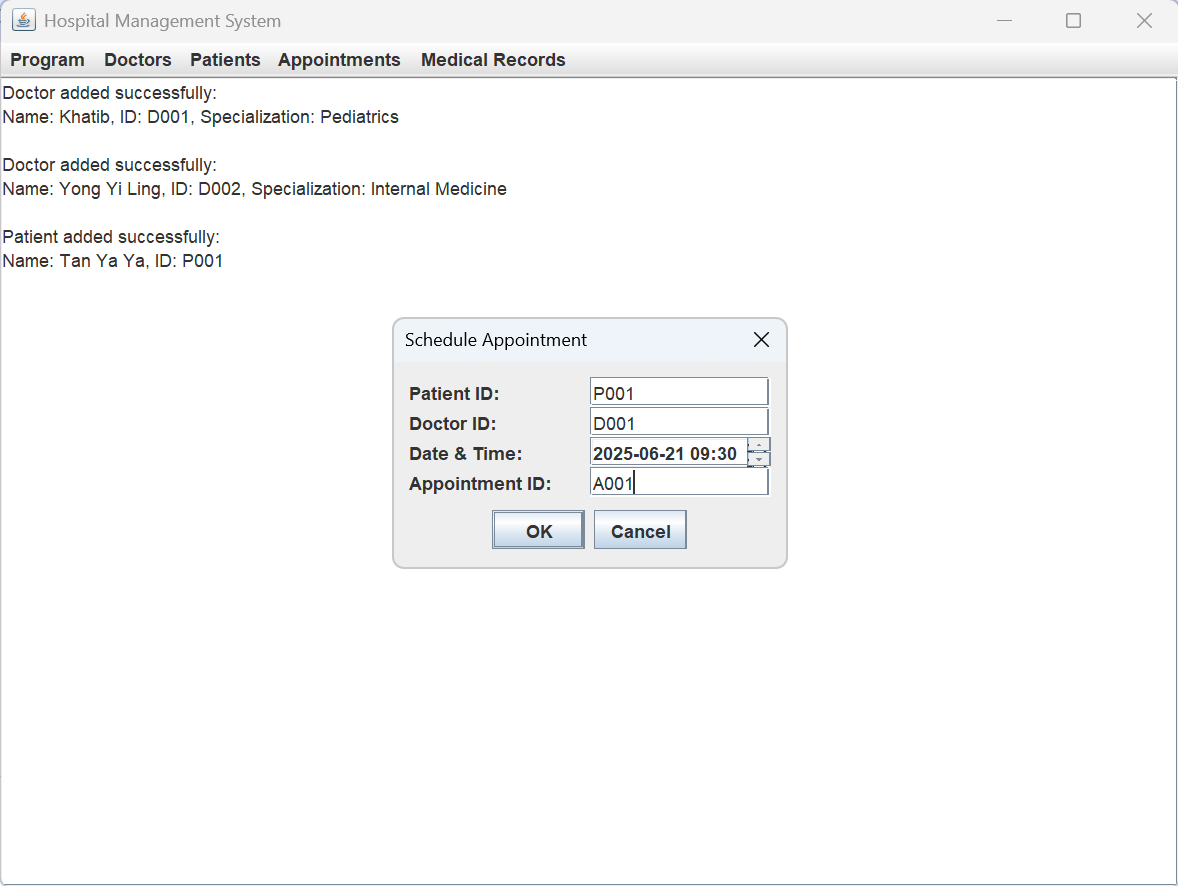 Hospital Management System
Program Doctors Patients Appointments Medical Records
Doctor added successfully:
Name: Khatib, ID: D001, Specialization: Pediatrics
Doctor added successfully:
Name: Yong Yi Ling, ID: D002, Specialization: Internal Medicine
Patient added successfully:
Name: Tan Ya Ya, ID: P001
Schedule Appointment
Patient ID: P001
Doctor ID: D001
Date & Time: 2025-06-21 09:30
Appointment ID: A001
OK Cancel